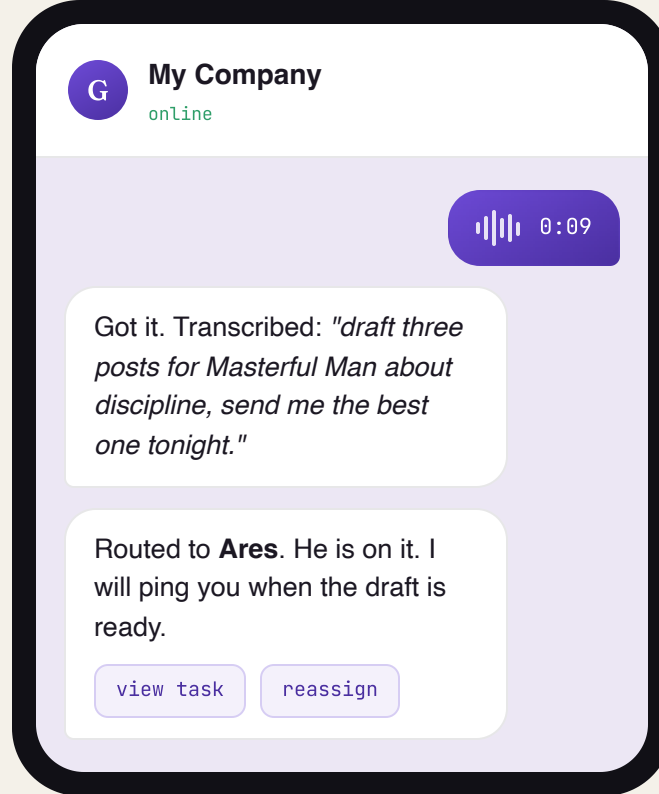 G
My Company
online
0:09
Got it. Transcribed: "draft three
posts for Masterful Man about
discipline, send me the best
one tonight."
Routed to Ares. He is on it. I
will ping you when the draft is
ready.
view task
reassign